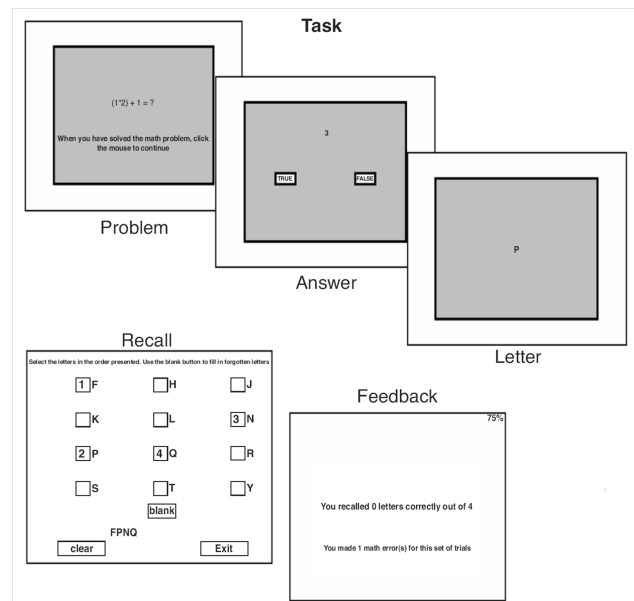 Task
(1*2) + 1 = ?
When you have solved the math problem, click
the mouse to continue
Problem
3
TRUE FALSE
Answer
P
Letter
Recall
Select the letters in the order presented. Use the blank button to fill in forgotten letters
1 F H J
K L 3 N
2 P 4 Q R
S T Y
blank
FPNQ
clear Exit
Feedback
75%
You recalled 0 letters correctly out of 4
You made 1 math error(s) for this set of trials